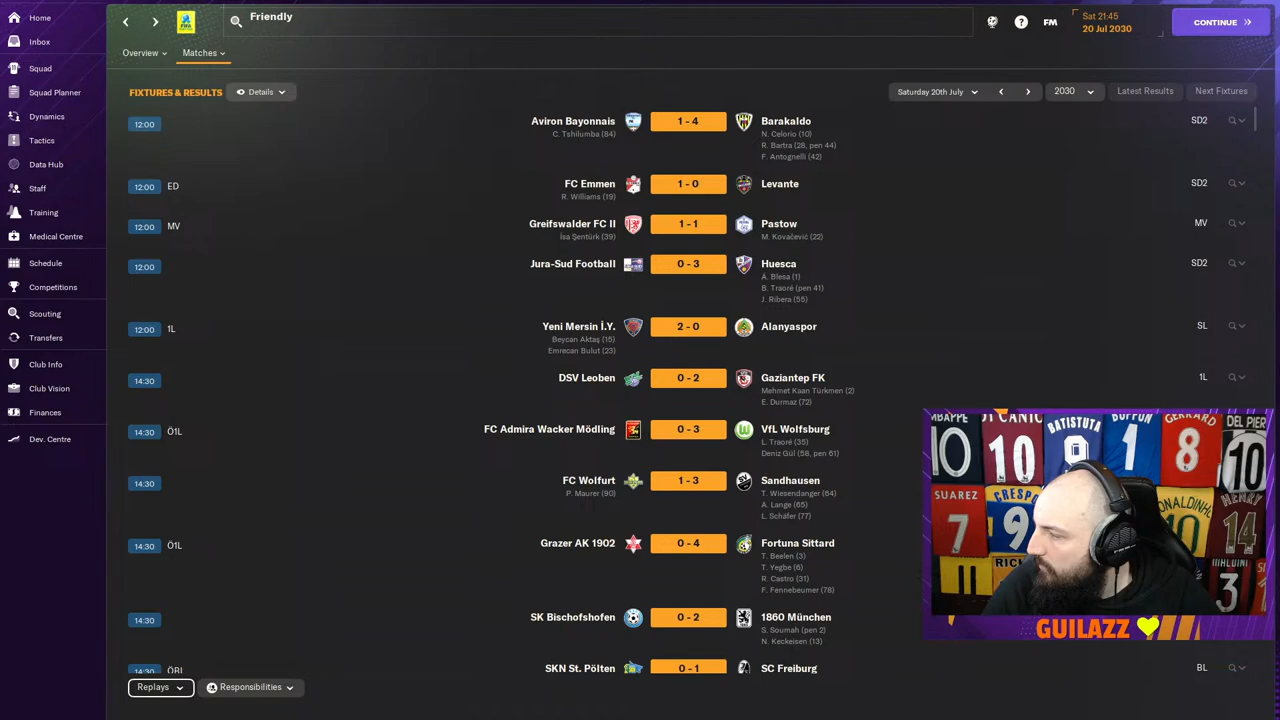 Home
Inbox
Squad
Squad Planner
Dynamics
Tactics
Data Hub
Staff
Training
Medical Centre
Schedule
Competitions
Scouting
Transfers
Club Info
Club Vision
Finances
Dev. Centre
Friendly
FM
Sat 21:45
20 Jul 2030
CONTINUE
Overview
Matches
FIXTURES & RESULTS
Details
Saturday 20th July
2030
Latest Results
Next Fixtures
12:00 Aviron Bayonnais 1 - 4 Barakaldo SD2
C. Tshilumba (84) N. Celorio (10)
R. Bartra (28, pen 44)
F. Antognelli (42)
12:00 ED FC Emmen 1 - 0 Levante SD2
R. Williams (19)
12:00 MV Greifswalder FC II 1 - 1 Pastow MV
İsa Şentürk (39) M. Kovačević (22)
12:00 Jura-Sud Football 0 - 3 Huesca SD2
Á. Blesa (1)
B. Traoré (pen 41)
J. Ribera (55)
12:00 1L Yeni Mersin İ.Y. 2 - 0 Alanyaspor SL
Beycan Aktaş (15)
Emrecan Bulut (23)
14:30 DSV Leoben 0 - 2 Gaziantep FK 1L
Mehmet Kaan Türkmen (2)
E. Durmaz (72)
14:30 Ö1L FC Admira Wacker Mödling 0 - 3 VfL Wolfsburg
L. Traoré (35)
Deniz Gül (58, pen 61)
14:30 FC Wolfurt 1 - 3 Sandhausen
P. Maurer (90) T. Wiesendanger (64)
A. Lange (65)
L. Schäfer (77)
14:30 Ö1L Grazer AK 1902 0 - 4 Fortuna Sittard
T. Beelen (3)
T. Yegbe (6)
R. Castro (31)
F. Fennebeumer (78)
14:30 SK Bischofshofen 0 - 2 1860 München
S. Soumah (pen 2)
N. Keckeisen (13)
14:30 ÖBL SKN St. Pölten 0 - 1 SC Freiburg BL
Replays
Responsibilities
DI CANIO BATISTUTA BUFFON GERRARD DEL PIER
10 10 9 1 8 10
SUAREZ CRESPO HENRY
7 9 10 14
3
GUILAZZ